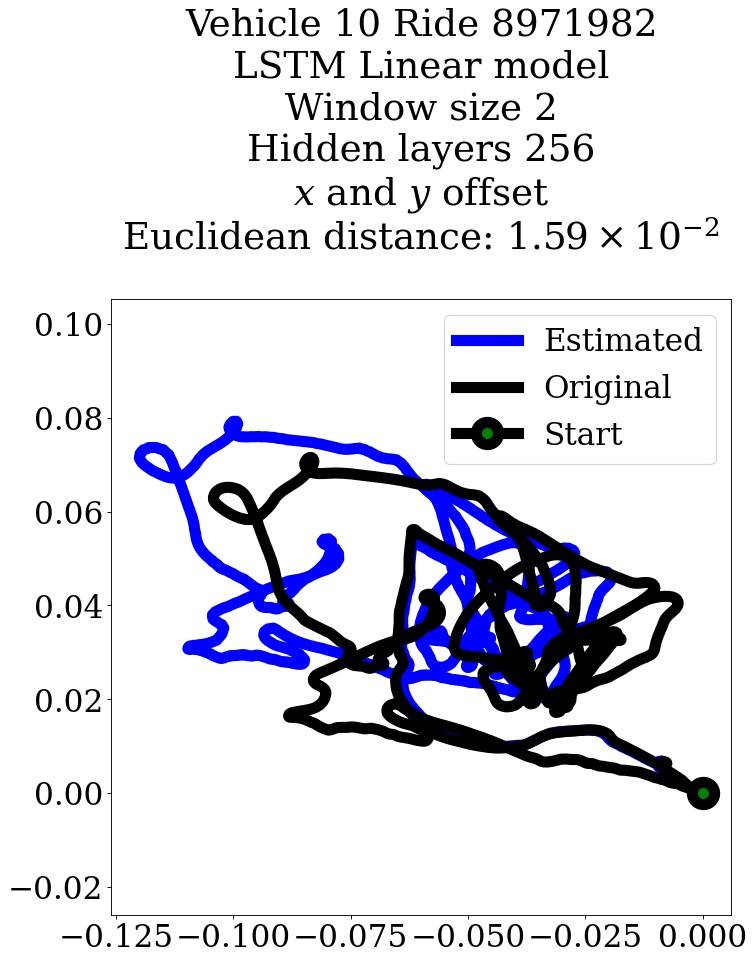 Vehicle 10 Ride 8971982
LSTM Linear model
Window size 2
Hidden layers 256
x and y offset
Euclidean distance: 1.59 × 10⁻²
Estimated
Original
Start
0.10
0.08
0.06
0.04
0.02
0.00
−0.02
−0.125 −0.100 −0.075 −0.050 −0.025 0.000